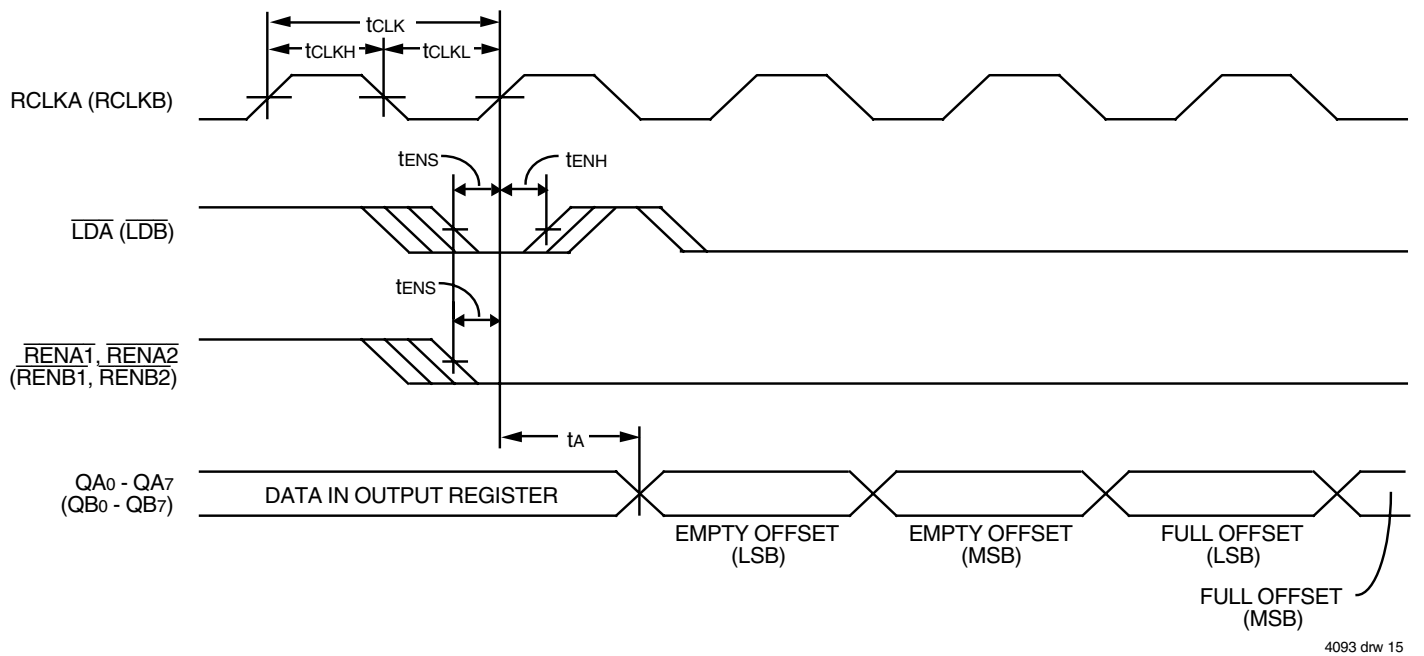 tCLK
tCLKH
tCLKL
RCLKA (RCLKB)
tENS
tENH
LDA (LDB)
tENS
RENA1, RENA2
(RENB1, RENB2)
tA
QA0 - QA7
(QB0 - QB7)
DATA IN OUTPUT REGISTER
EMPTY OFFSET
(LSB)
EMPTY OFFSET
(MSB)
FULL OFFSET
(LSB)
FULL OFFSET
(MSB)
4093 drw 15